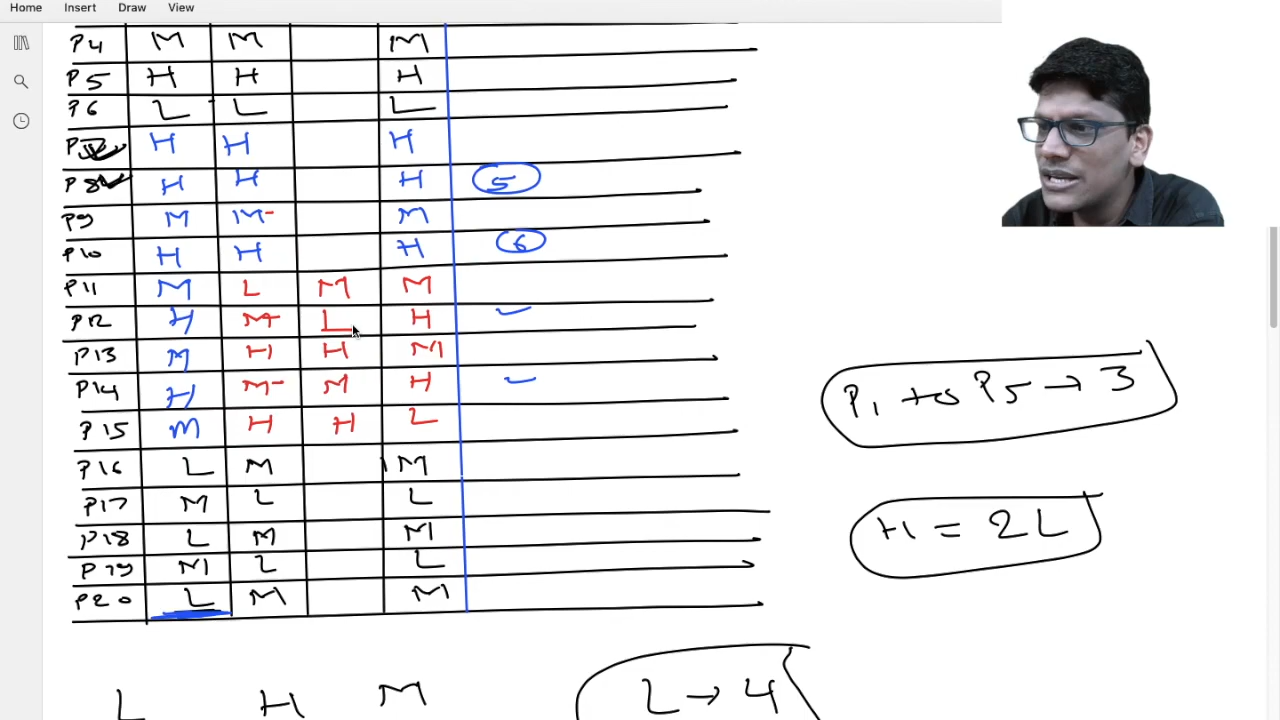 Home Insert Draw View
P4 M M M
P5 H H H
P6 L L L
P7 H H H
P8 H H H 5
P9 M M- M
P10 H H H 6
P11 M L M M
P12 H M- L H
P13 M H H M
P14 H M- M H
P15 M H H L
P16 L M M
P17 M L L
P18 L M M
P19 M L L
P20 L M M
P1 to P5 → 3
H = 2L
L H M
L → 4